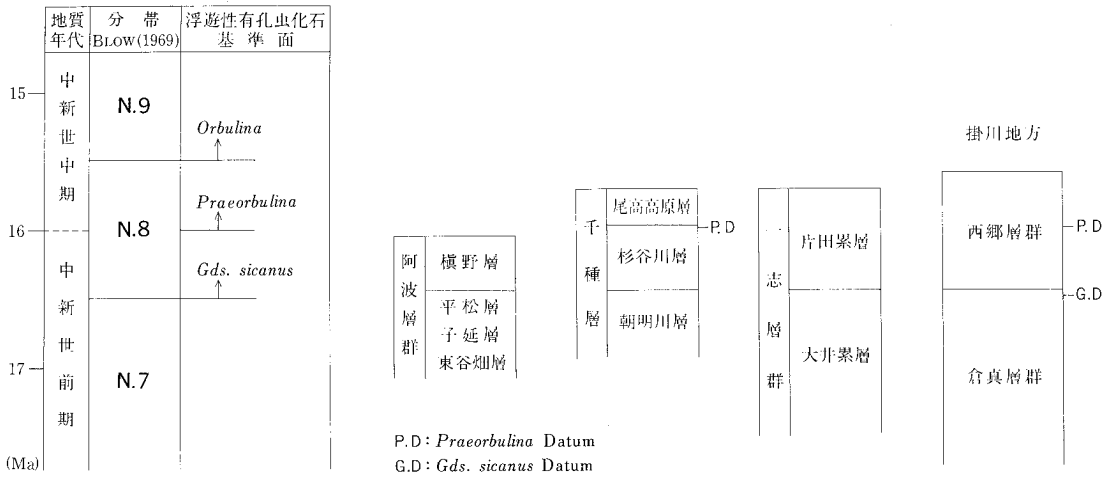 地質年代
分帯 BLOW(1969)
浮遊性有孔虫化石基準面
15
16
17
(Ma)
中新世中期
中新世前期
N.9
N.8
N.7
Orbulina
Praeorbulina
Gds. sicanus
阿波層群
槇野層
平松層
子延層
東谷畑層
千種層
尾高高原層
杉谷川層
朝明川層
P.D
一志層群
片田累層
大井累層
掛川地方
西郷層群
倉真層群
P.D
G.D
P.D: Praeorbulina Datum
G.D: Gds. sicanus Datum